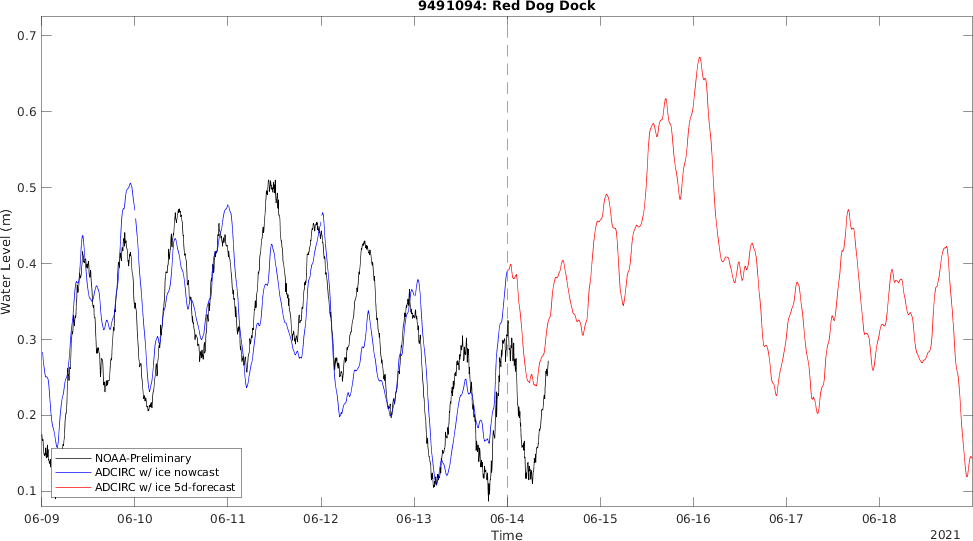 9491094: Red Dog Dock
0.7
0.6
0.5
0.4
0.3
0.2
0.1
Water Level (m)
NOAA-Preliminary
ADCIRC w/ ice nowcast
ADCIRC w/ ice 5d-forecast
06-09 06-10 06-11 06-12 06-13 06-14 06-15 06-16 06-17 06-18
Time
2021